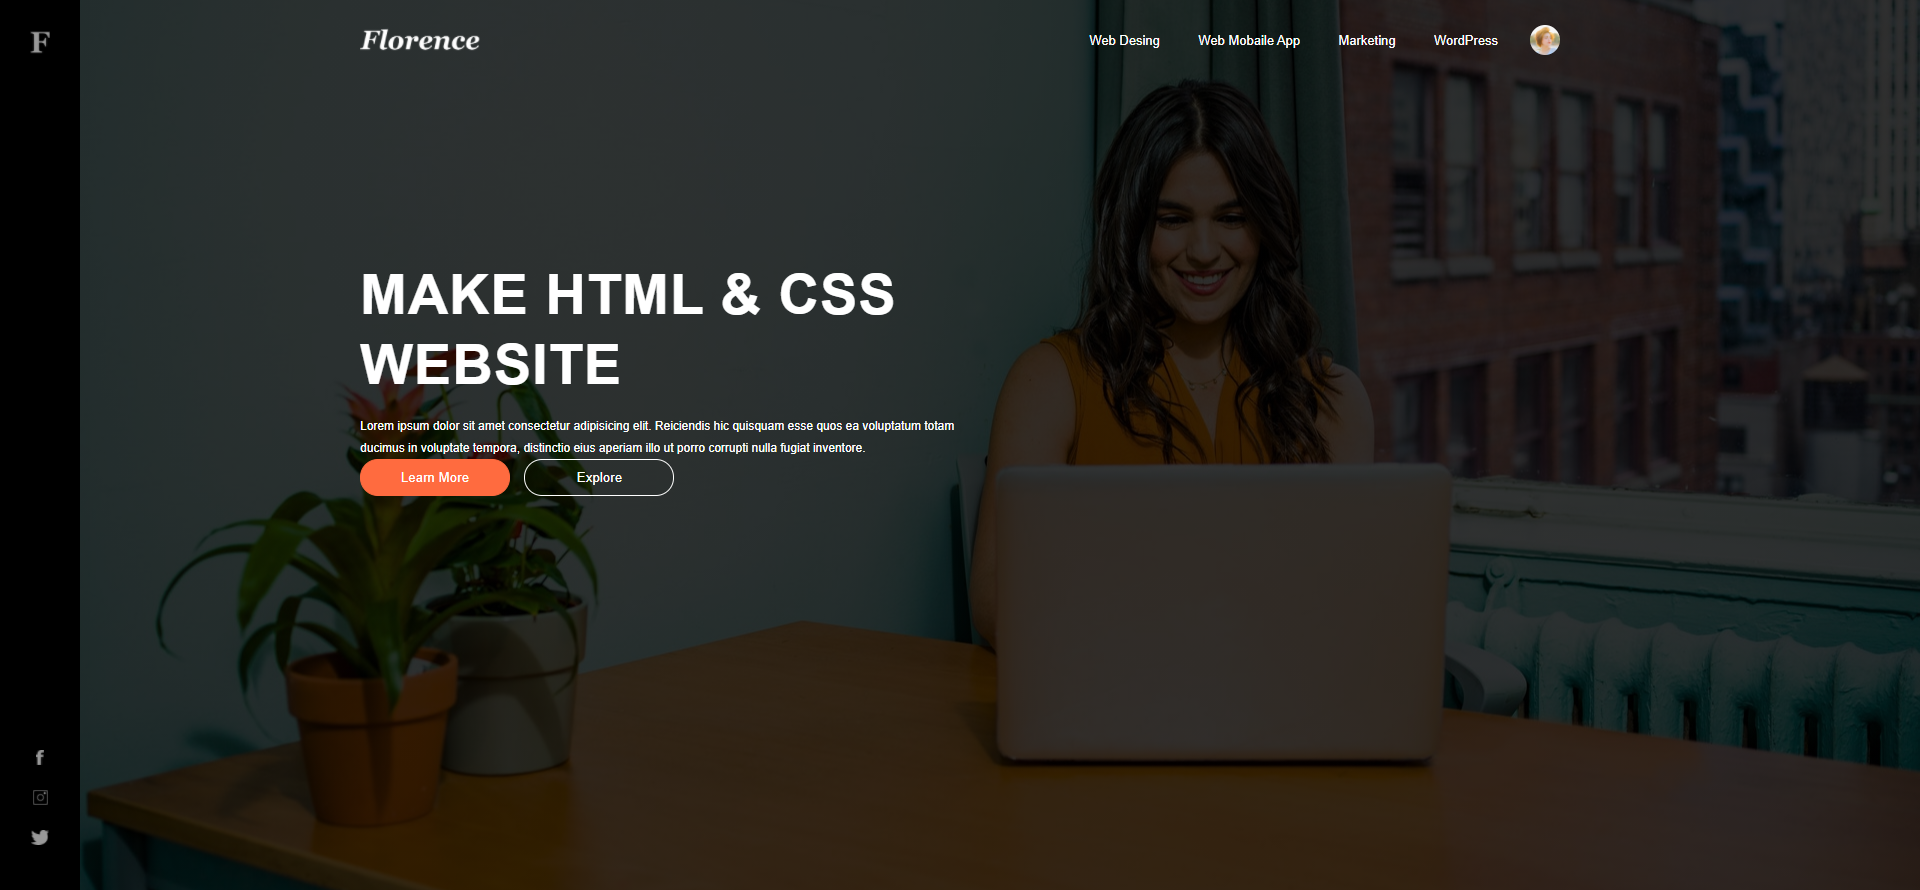 F
Florence
Web Desing
Web Mobaile App
Marketing
WordPress
MAKE HTML & CSS
WEBSITE
Lorem ipsum dolor sit amet consectetur adipisicing elit. Reiciendis hic quisquam esse quos ea voluptatum totam
ducimus in voluptate tempora, distinctio eius aperiam illo ut porro corrupti nulla fugiat inventore.
Learn More
Explore